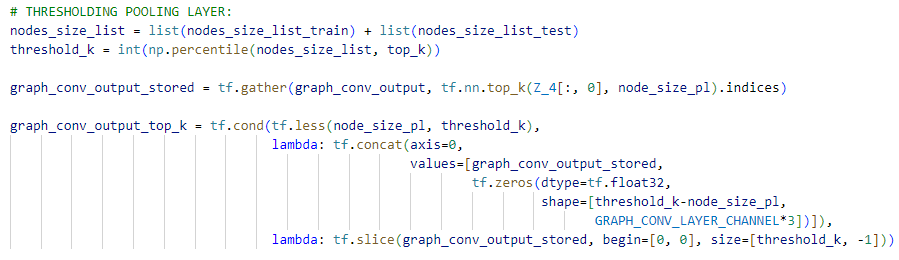 # THRESHOLDING POOLING LAYER:
nodes_size_list = list(nodes_size_list_train) + list(nodes_size_list_test)
threshold_k = int(np.percentile(nodes_size_list, top_k))
graph_conv_output_stored = tf.gather(graph_conv_output, tf.nn.top_k(Z_4[:, 0], node_size_pl).indices)
graph_conv_output_top_k = tf.cond(tf.less(node_size_pl, threshold_k),
lambda: tf.concat(axis=0,
values=[graph_conv_output_stored,
tf.zeros(dtype=tf.float32,
shape=[threshold_k-node_size_pl,
GRAPH_CONV_LAYER_CHANNEL*3])]),
lambda: tf.slice(graph_conv_output_stored, begin=[0, 0], size=[threshold_k, -1]))